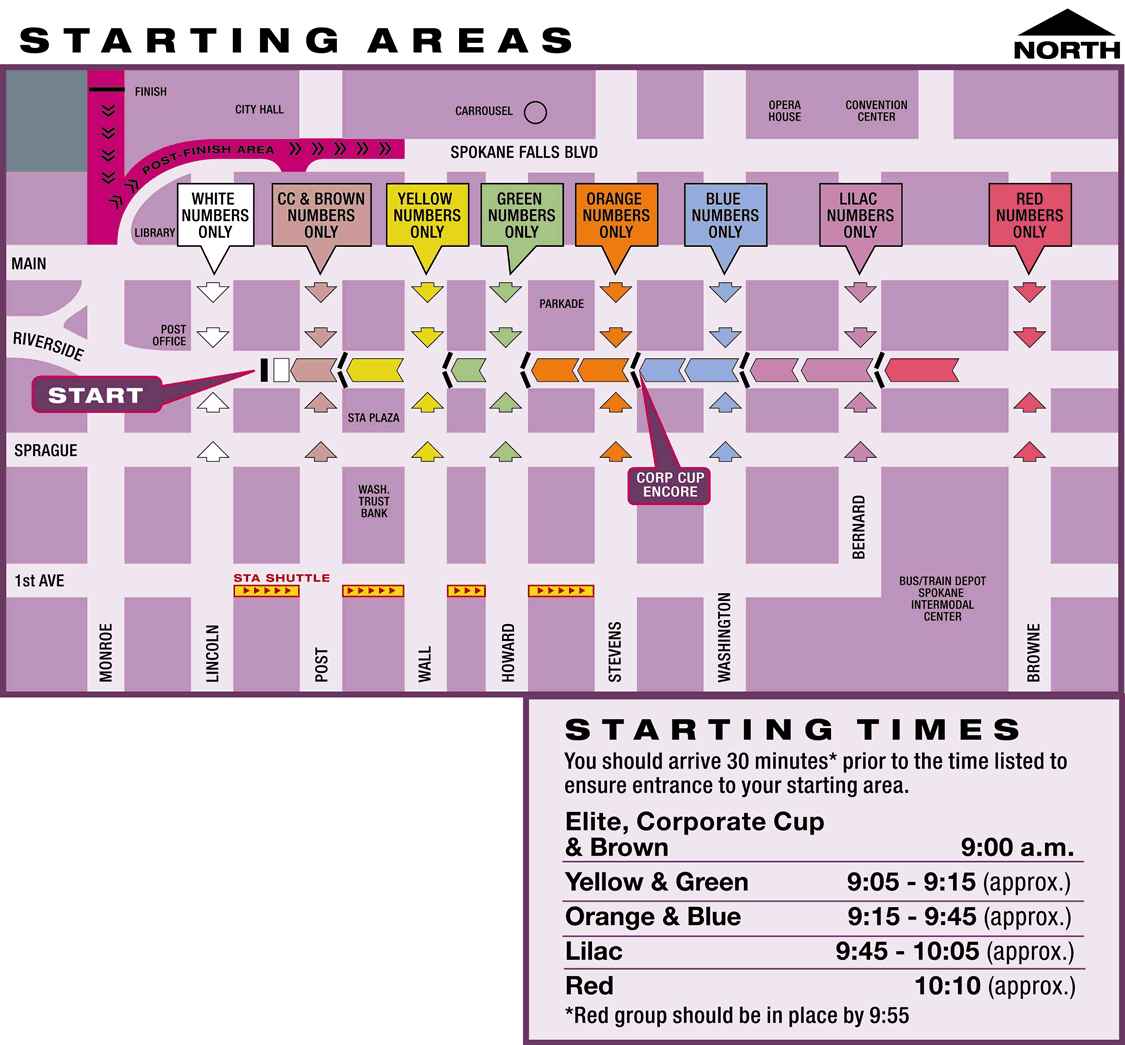 STARTING AREAS
NORTH
FINISH
CITY HALL
CARROUSEL
OPERA
HOUSE
CONVENTION
CENTER
POST-FINISH AREA
SPOKANE FALLS BLVD
WHITE
NUMBERS
ONLY
CC & BROWN
NUMBERS
ONLY
YELLOW
NUMBERS
ONLY
GREEN
NUMBERS
ONLY
ORANGE
NUMBERS
ONLY
BLUE
NUMBERS
ONLY
LILAC
NUMBERS
ONLY
RED
NUMBERS
ONLY
LIBRARY
MAIN
PARKADE
POST
OFFICE
RIVERSIDE
START
STA PLAZA
SPRAGUE
CORP CUP
ENCORE
WASH.
TRUST
BANK
BERNARD
1st AVE
STA SHUTTLE
BUS/TRAIN DEPOT
SPOKANE
INTERMODAL
CENTER
MONROE
LINCOLN
POST
WALL
HOWARD
STEVENS
WASHINGTON
BROWNE
STARTING TIMES
You should arrive 30 minutes* prior to the time listed to
ensure entrance to your starting area.
Elite, Corporate Cup
& Brown 9:00 a.m.
Yellow & Green 9:05 - 9:15 (approx.)
Orange & Blue 9:15 - 9:45 (approx.)
Lilac 9:45 - 10:05 (approx.)
Red 10:10 (approx.)
*Red group should be in place by 9:55